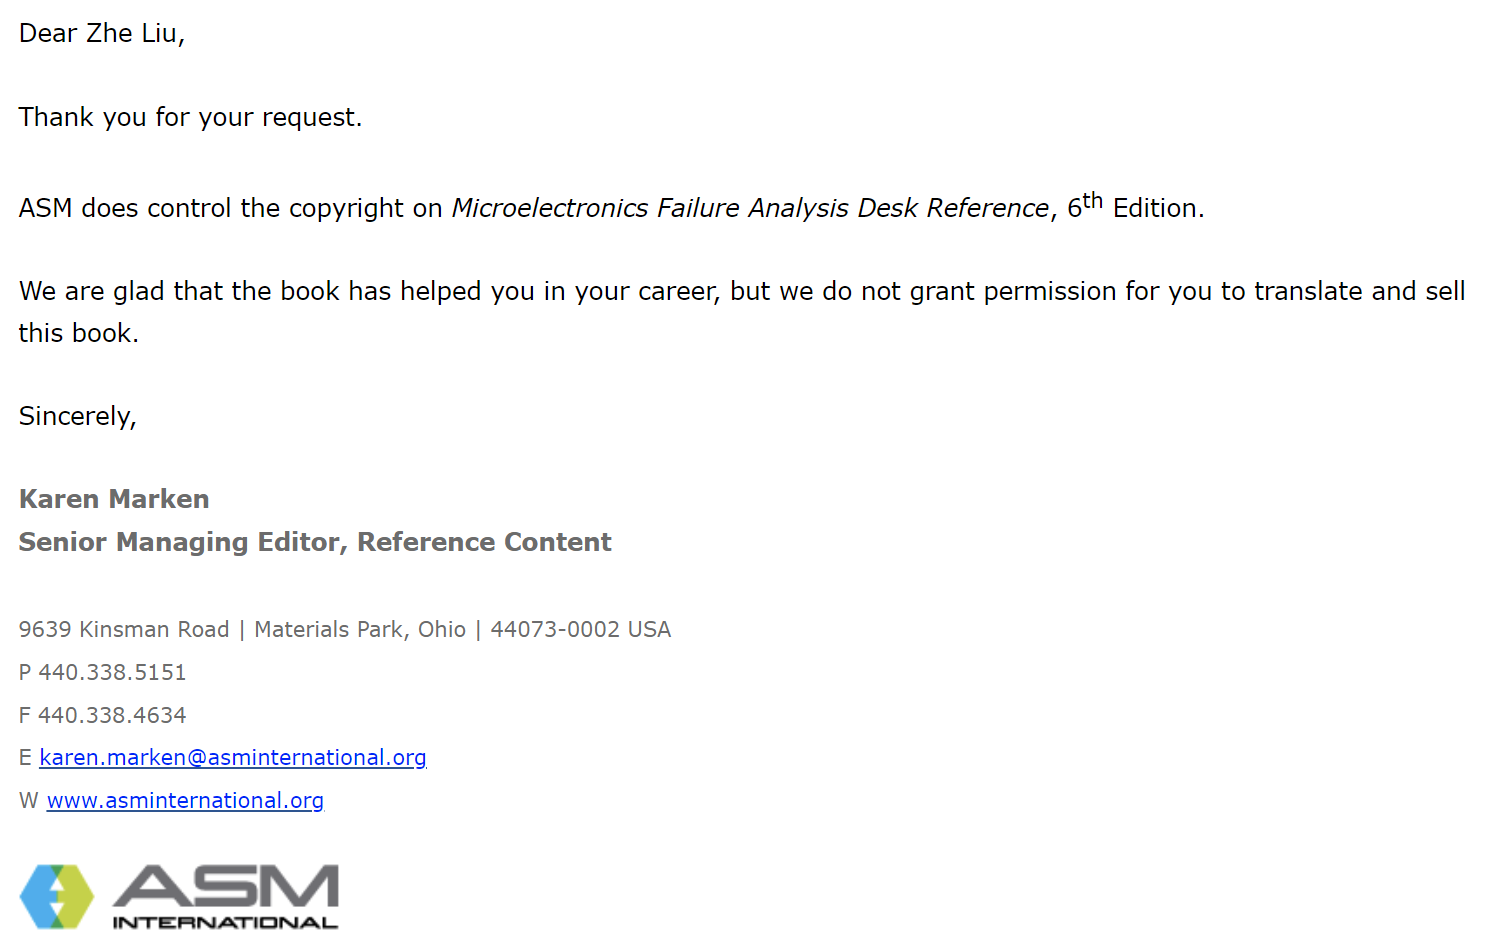 Dear Zhe Liu,
Thank you for your request.
ASM does control the copyright on Microelectronics Failure Analysis Desk Reference, 6th Edition.
We are glad that the book has helped you in your career, but we do not grant permission for you to translate and sell
this book.
Sincerely,
Karen Marken
Senior Managing Editor, Reference Content
9639 Kinsman Road | Materials Park, Ohio | 44073-0002 USA
P 440.338.5151
F 440.338.4634
E karen.marken@asminternational.org
W www.asminternational.org
ASM
INTERNATIONAL